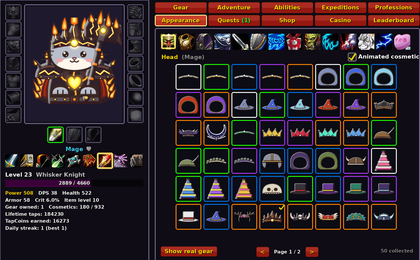 Gear
Adventure
Abilities
Expeditions
Professions
Appearance
Quests (1)
Shop
Casino
Leaderboard
Head (Mage)
Animated cosmetic
Mage
Level 23 Whisker Knight
2889 / 4660
Power 508 DPS 38 Health 522
Armor 58 Crit 6.0% Item level 10
Gear owned: 1 Cosmetics: 180 / 932
Lifetime taps: 184230
TapCoins earned: 16273
Daily streak: 1 (best 1)
Show real gear
<
Page 1 / 2
>
50 collected